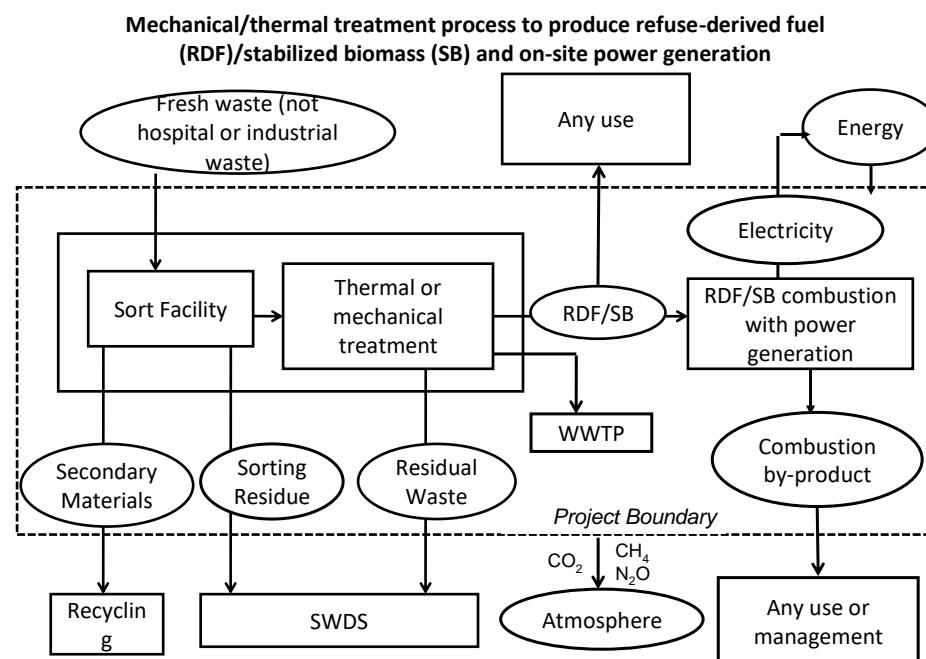 Mechanical/thermal treatment process to produce refuse-derived fuel
(RDF)/stabilized biomass (SB) and on-site power generation
Fresh waste (not
hospital or industrial
waste)
Any use
Energy
Electricity
Sort Facility
Thermal or
mechanical
treatment
RDF/SB
RDF/SB combustion
with power
generation
WWTP
Secondary
Materials
Sorting
Residue
Residual
Waste
Combustion
by-product
Project Boundary
CO₂
CH₄
N₂O
Recyclin
g
SWDS
Atmosphere
Any use or
management